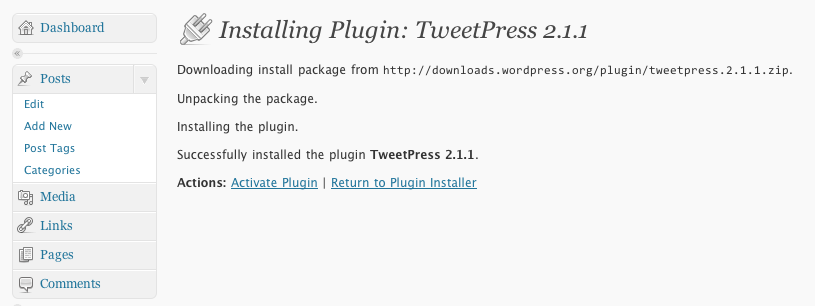 Dashboard
Posts
Edit
Add New
Post Tags
Categories
Media
Links
Pages
Comments
Installing Plugin: TweetPress 2.1.1
Downloading install package from http://downloads.wordpress.org/plugin/tweetpress.2.1.1.zip.
Unpacking the package.
Installing the plugin.
Successfully installed the plugin TweetPress 2.1.1.
Actions: Activate Plugin | Return to Plugin Installer